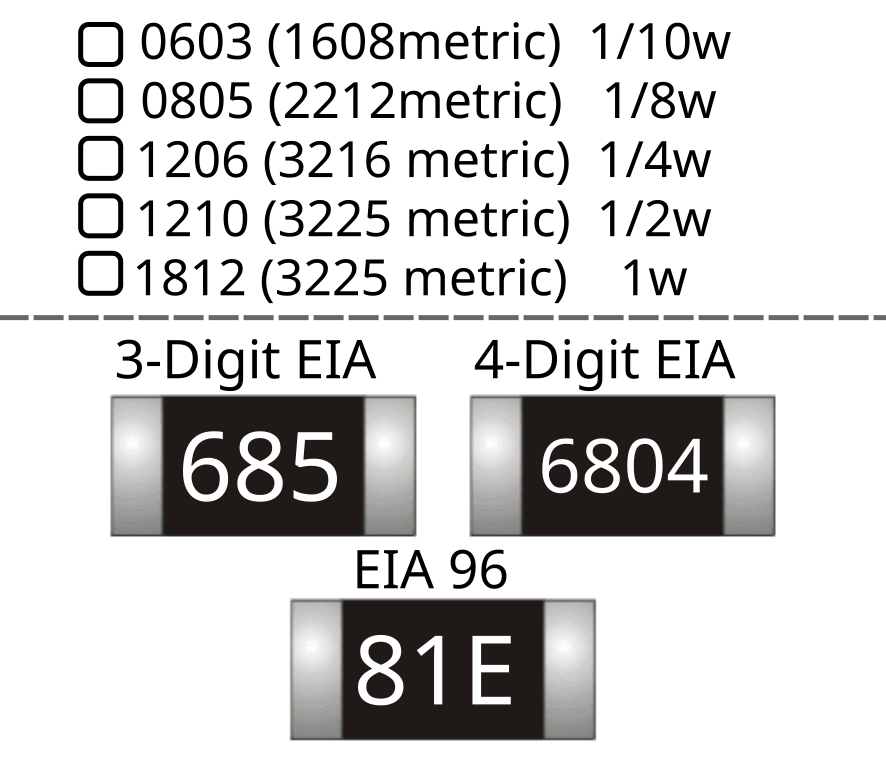 0603 (1608metric) 1/10w
0805 (2212metric) 1/8w
1206 (3216 metric) 1/4w
1210 (3225 metric) 1/2w
1812 (3225 metric) 1w
3-Digit EIA 4-Digit EIA
685 6804
EIA 96
81E